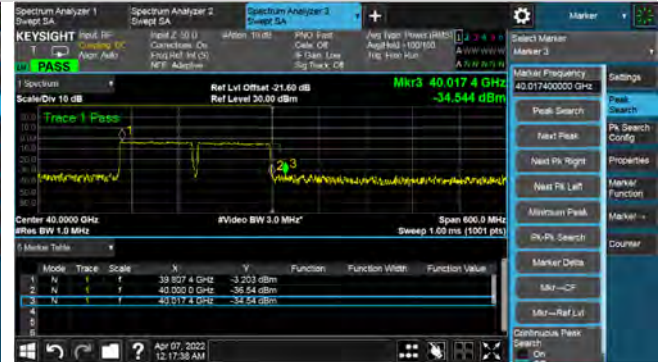 Spectrum Analyzer 1
Swept SA
Spectrum Analyzer 2
Swept SA
Spectrum Analyzer 3
Swept SA
Marker
KEYSIGHT
Input: RF
Coupling: DC
Align: Auto
Input Z: 50 Ω
Corrections: On
Freq Ref: Int (S)
NFE: Adaptive
Atten: 10 dB
PNO: Fast
Gate: Off
IF Gain: Low
Sig Track: Off
Avg Type: Power (RMS)
Avg|Hold: >100/100
Trig: Free Run
PASS
Select Marker
Marker 3
1 Spectrum
Scale/Div 10 dB
Ref Lvl Offset -21.60 dB
Ref Level 30.00 dBm
Mkr3 40.017 4 GHz
-34.544 dBm
Trace 1 Pass
1
2
3
Center 40.0000 GHz
#Res BW 1.0 MHz
#Video BW 3.0 MHz*
Span 600.0 MHz
Sweep 1.00 ms (1001 pts)
5 Marker Table
Mode Trace Scale X Y Function Function Width Function Value
1 N 1 f 39.807 4 GHz -3.203 dBm
2 N 1 f 40.000 0 GHz -36.54 dBm
3 N 1 f 40.017 4 GHz -34.54 dBm
4
5
6
Apr 07, 2022
12:17:38 AM
Marker Frequency
40.017400000 GHz
Peak Search
Next Peak
Next Pk Right
Next Pk Left
Minimum Peak
Pk-Pk Search
Marker Delta
Mkr→CF
Mkr→Ref Lvl
Continuous Peak
Search
On
Off
Settings
Peak
Search
Pk Search
Config
Properties
Marker
Function
Marker→
Counter